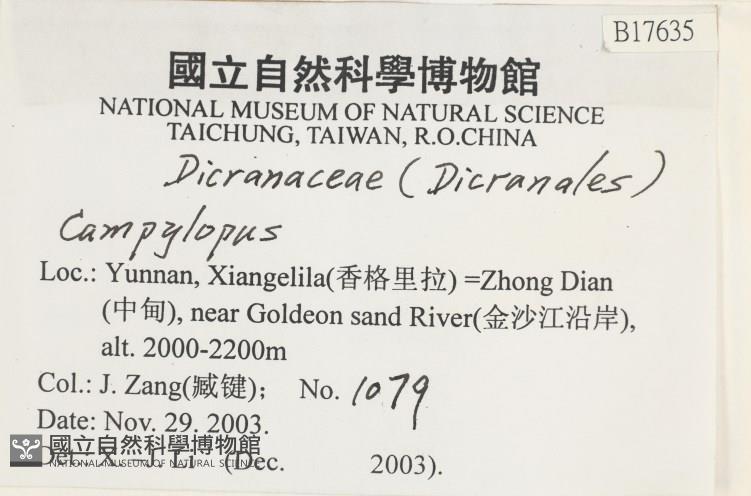 B17635
國立自然科學博物館
NATIONAL MUSEUM OF NATURAL SCIENCE
TAICHUNG, TAIWAN, R.O.CHINA
Dicranaceae (Dicranales)
Campylopus
Loc.: Yunnan, Xiangelila(香格里拉) =Zhong Dian
(中甸), near Goldeon sand River(金沙江沿岸),
alt. 2000-2200m
Col.: J. Zang(臧键); No. 1079
Date: Nov. 29. 2003.
國立自然科學博物館
NATIONAL MUSEUM OF NATURAL SCIENCE
(Dec. 2003).